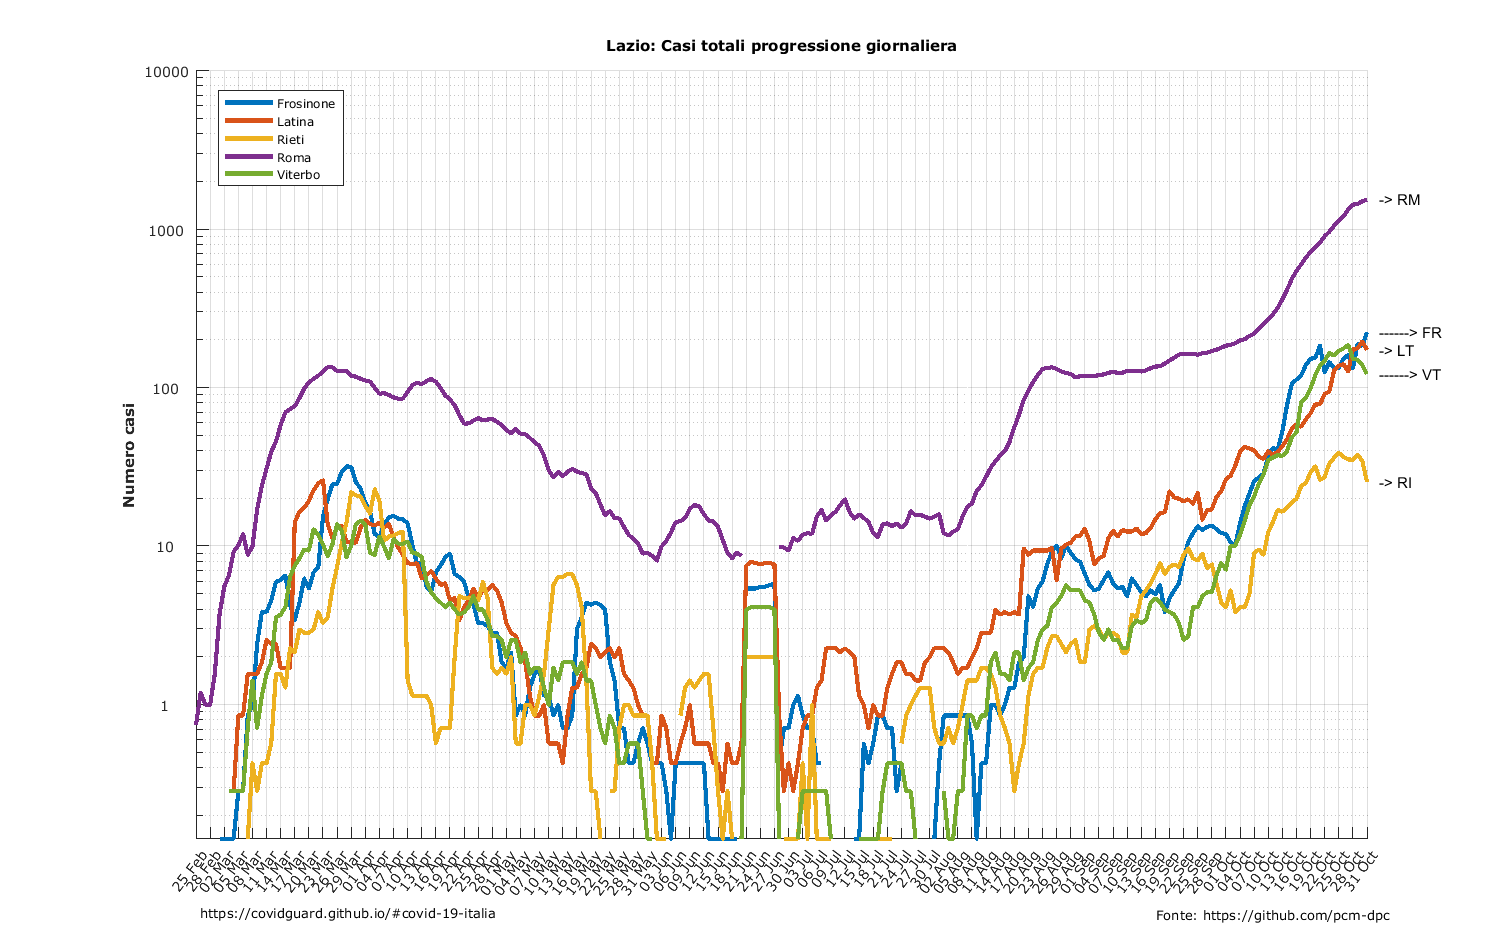 Lazio: Casi totali progressione giornaliera
10000
1000
100
10
1
Numero casi
Frosinone
Latina
Rieti
Roma
Viterbo
-> RM
------> FR
-> LT
------> VT
-> RI
25 Feb
28 Feb
02 Mar
05 Mar
08 Mar
11 Mar
14 Mar
17 Mar
20 Mar
23 Mar
26 Mar
29 Mar
01 Apr
04 Apr
07 Apr
10 Apr
13 Apr
16 Apr
19 Apr
22 Apr
25 Apr
28 Apr
01 May
04 May
07 May
10 May
13 May
16 May
19 May
22 May
25 May
28 May
31 May
03 Jun
06 Jun
09 Jun
12 Jun
15 Jun
18 Jun
21 Jun
24 Jun
27 Jun
30 Jun
03 Jul
06 Jul
09 Jul
12 Jul
15 Jul
18 Jul
21 Jul
24 Jul
27 Jul
30 Jul
02 Aug
05 Aug
08 Aug
11 Aug
14 Aug
17 Aug
20 Aug
23 Aug
26 Aug
29 Aug
01 Sep
04 Sep
07 Sep
10 Sep
13 Sep
16 Sep
19 Sep
22 Sep
25 Sep
28 Sep
01 Oct
04 Oct
07 Oct
10 Oct
13 Oct
16 Oct
19 Oct
22 Oct
25 Oct
28 Oct
31 Oct
https://covidguard.github.io/#covid-19-italia
Fonte: https://github.com/pcm-dpc